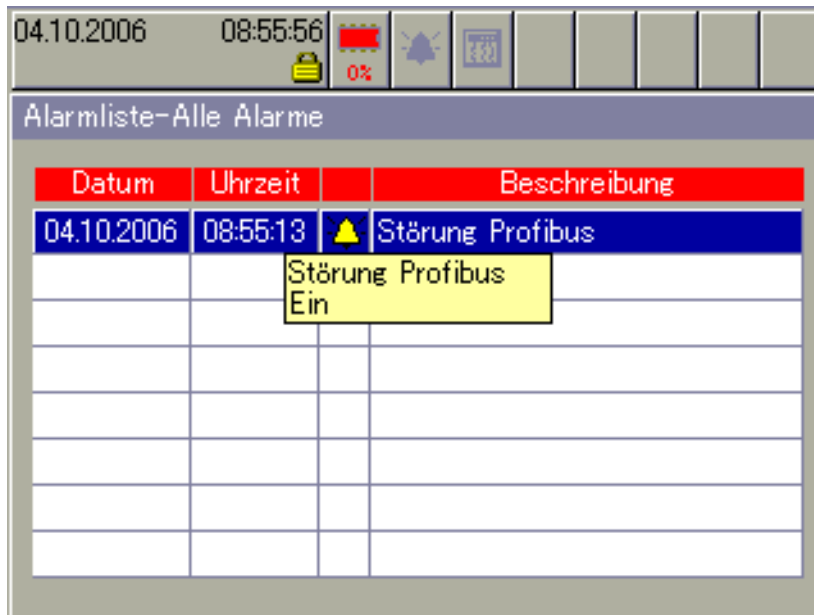 04.10.2006 08:55:56
0%
Alarmliste-Alle Alarme
Datum Uhrzeit Beschreibung
04.10.2006 08:55:13 Störung Profibus
Störung Profibus
Ein